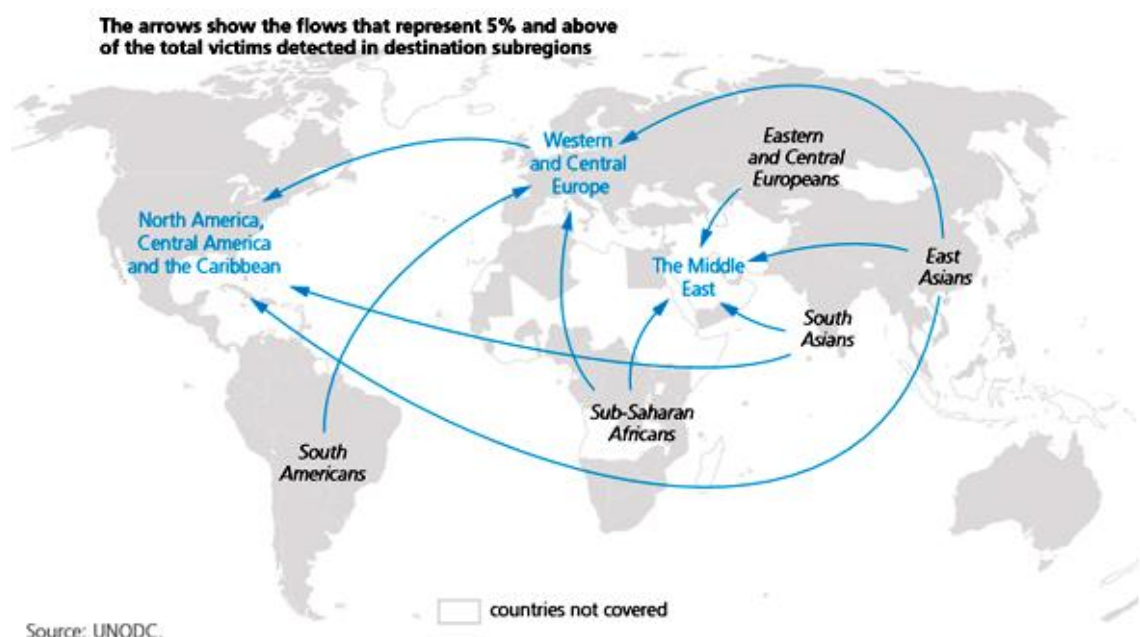 The arrows show the flows that represent 5% and above
of the total victims detected in destination subregions
Western
and Central
Europe
Eastern
and Central
Europeans
North America,
Central America
and the Caribbean
The Middle
East
East
Asians
South
Asians
Sub-Saharan
Africans
South
Americans
countries not covered
Source: UNODC.